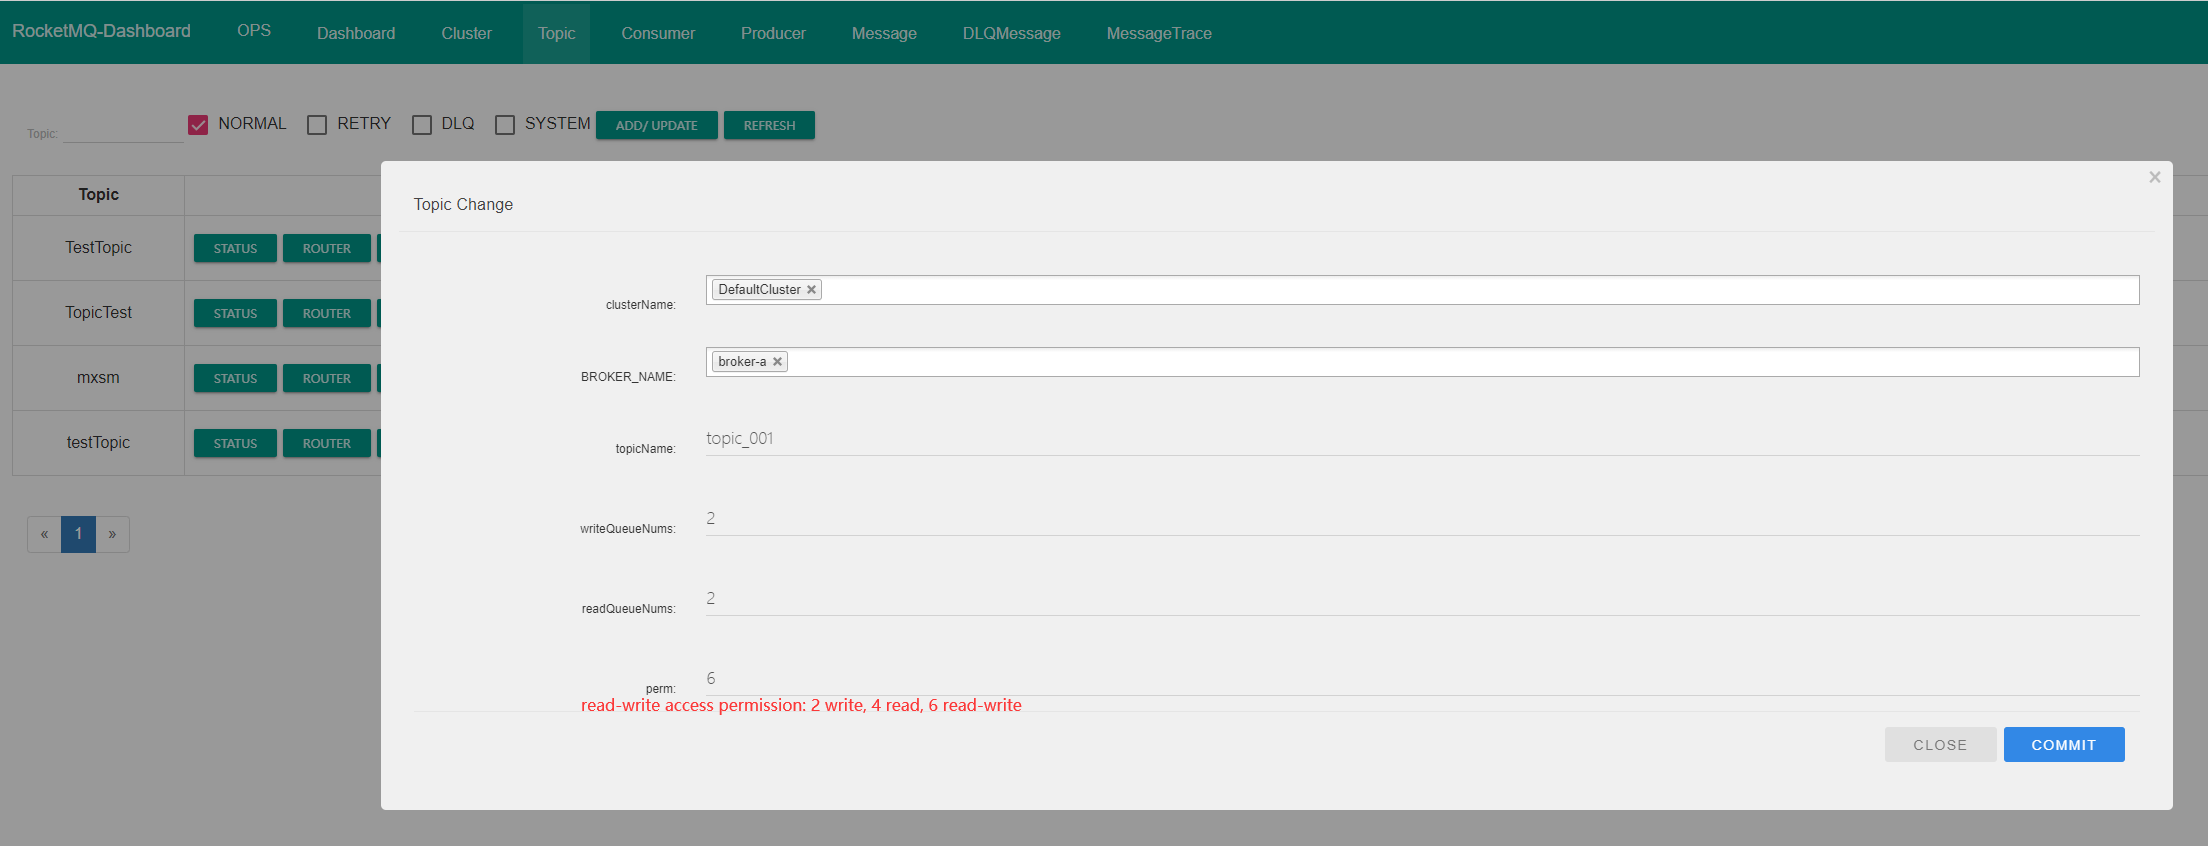 RocketMQ-Dashboard OPS Dashboard Cluster Topic Consumer Producer Message DLQMessage MessageTrace
Topic: NORMAL RETRY DLQ SYSTEM ADD/ UPDATE REFRESH
Topic
TestTopic STATUS ROUTER
TopicTest STATUS ROUTER
mxsm STATUS ROUTER
testTopic STATUS ROUTER
« 1 »
×
Topic Change
clusterName: DefaultCluster ×
BROKER_NAME: broker-a ×
topicName: topic_001
writeQueueNums: 2
readQueueNums: 2
perm: 6
read-write access permission: 2 write, 4 read, 6 read-write
CLOSE COMMIT